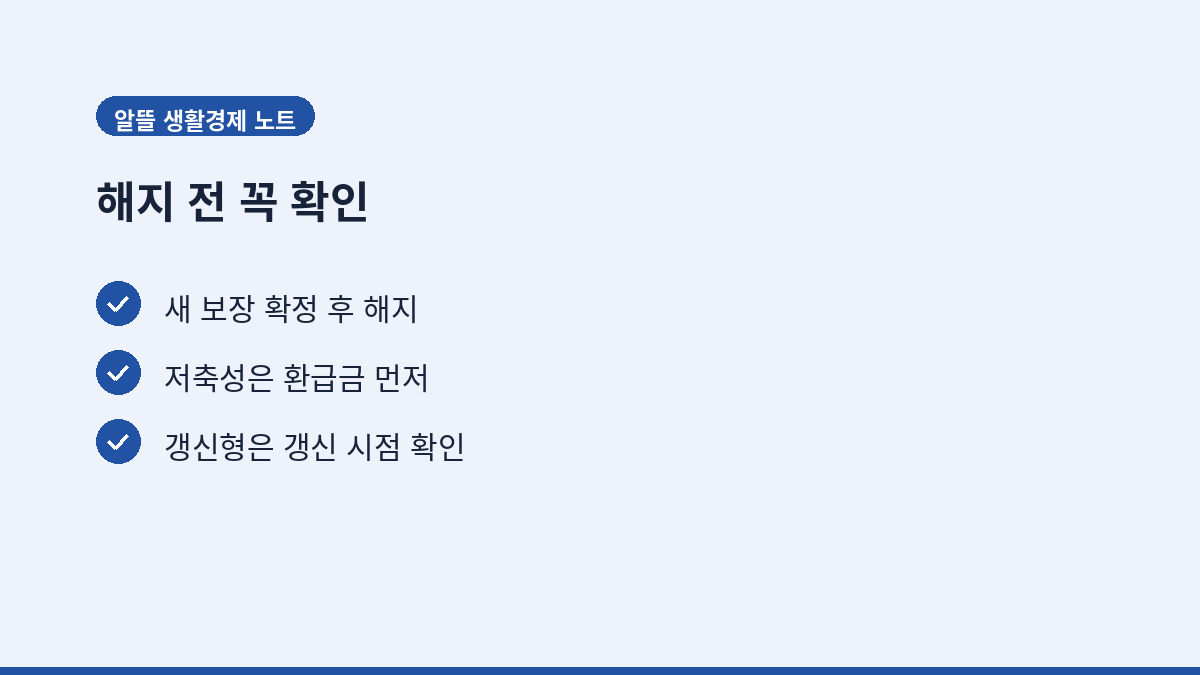 알뜰 생활경제 노트
해지 전 꼭 확인
새 보장 확정 후 해지
저축성은 환급금 먼저
갱신형은 갱신 시점 확인